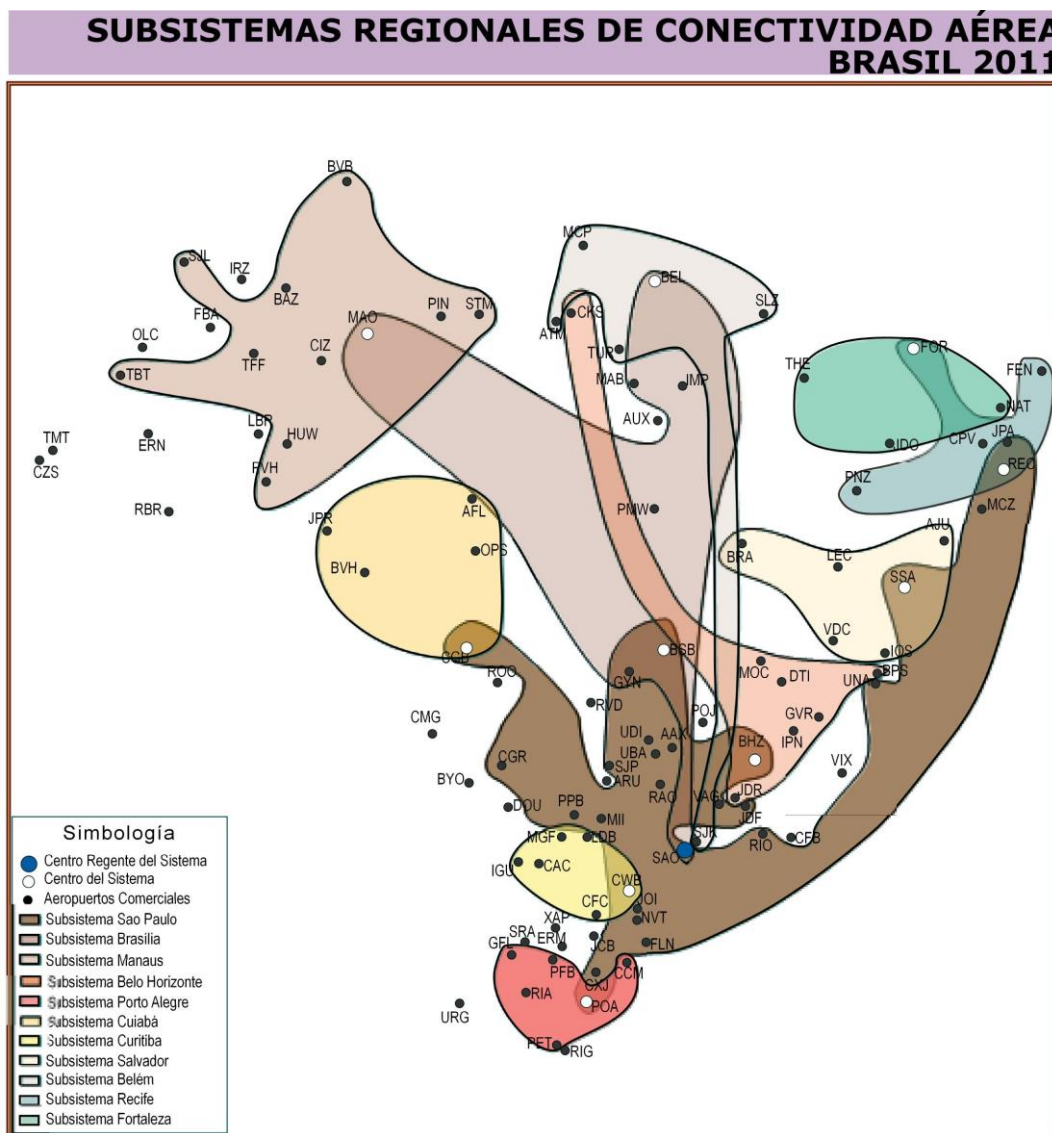 SUBSISTEMAS REGIONALES DE CONECTIVIDAD AÉREA
BRASIL 2011
BVB
MCP
SJL
IRZ
BEL
BAZ
SLZ
FBA
MAO
PIN
STM
ATM
CKS
OLC
TBT
TFF
CIZ
TUR
MAB
IMP
THE
FOR
FEN
NAT
AUX
LBR
HUW
ERN
TMT
CZS
JDO
CPV
JPA
REC
PVH
PNZ
RBR
AFL
PMW
MCZ
JPR
OPS
BVH
BRA
LEC
AJU
SSA
VDC
CGB
BSB
IOS
ROO
GYN
MOC
DTI
BPS
UNA
RVD
CMG
POJ
GVR
UDI
AAX
UBA
BHZ
IPN
CGR
SJP
VIX
BYO
ARU
RAO
VAG
JDR
DOU
PPB
MII
JDF
MGF
LDB
SJK
RIO
CFB
SAO
IGU
CAC
CWB
CFC
JOI
XAP
NVT
SRA
ERM
JCB
FLN
GEL
PFB
CXJ
CCM
RIA
POA
URG
PET
RIG
Simbología
Centro Regente del Sistema
Centro del Sistema
Aeropuertos Comerciales
Subsistema Sao Paulo
Subsistema Brasilia
Subsistema Manaus
Subsistema Belo Horizonte
Subsistema Porto Alegre
Subsistema Cuiabá
Subsistema Curitiba
Subsistema Salvador
Subsistema Belém
Subsistema Recife
Subsistema Fortaleza